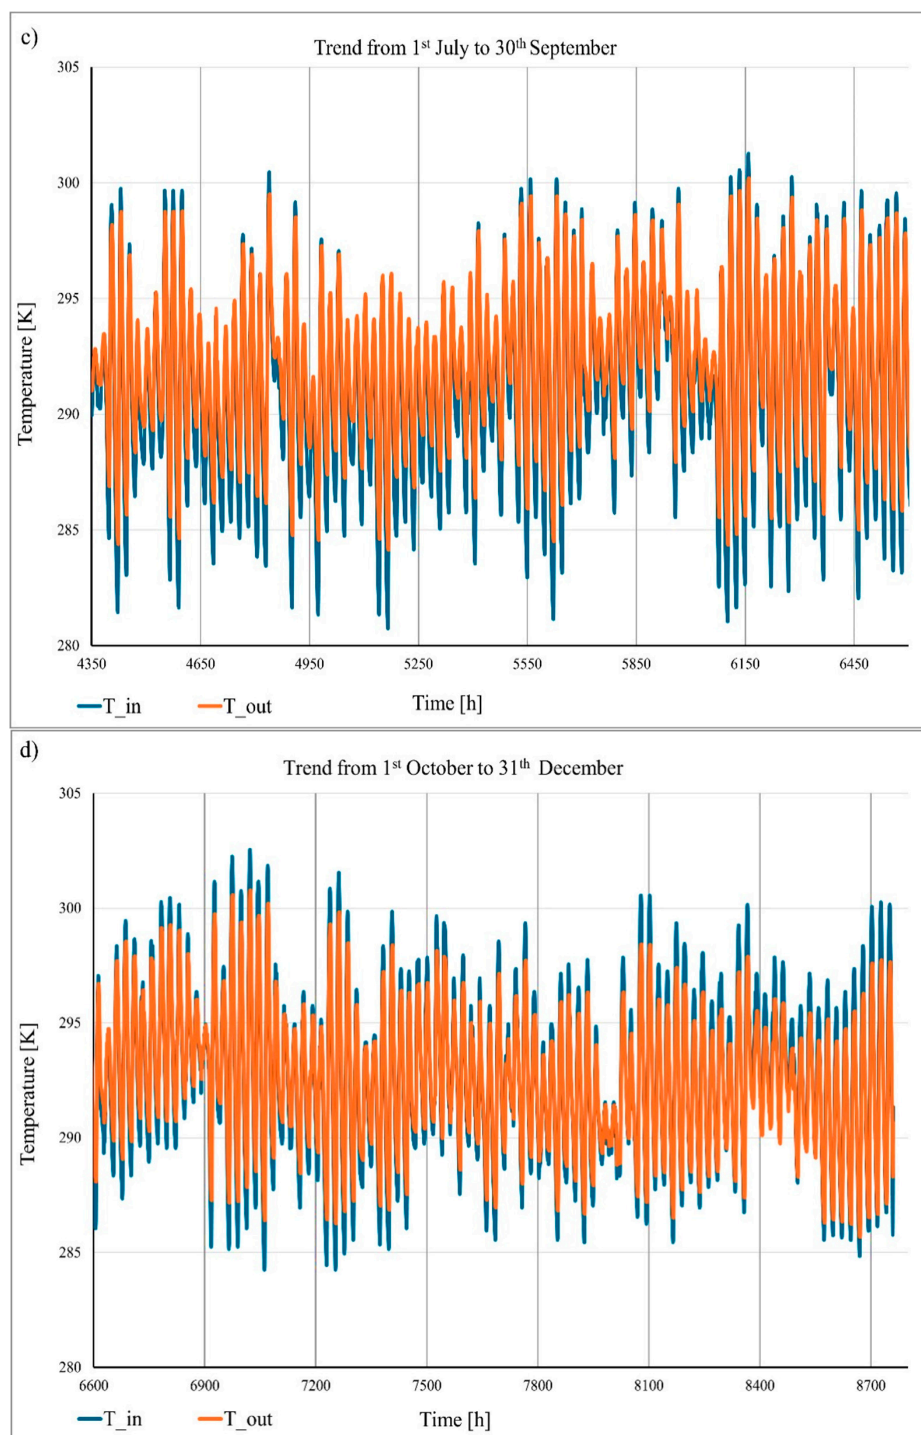 c)
Trend from 1st July to 30th September
305
300
295
290
285
280
Temperature [K]
4350 4650 4950 5250 5550 5850 6150 6450
Time [h]
T_in T_out
d)
Trend from 1st October to 31th December
305
300
295
290
285
280
Temperature [K]
6600 6900 7200 7500 7800 8100 8400 8700
Time [h]
T_in T_out